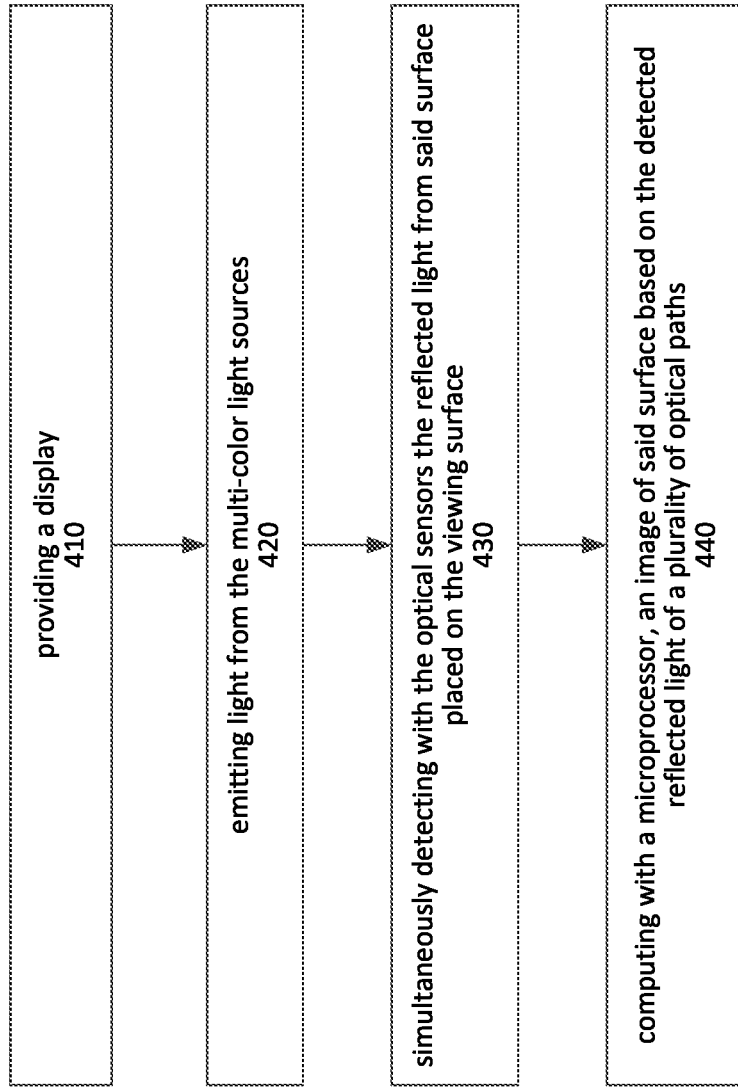 providing a display
410
emitting light from the multi-color light sources
420
simultaneously detecting with the optical sensors the reflected light from said surface
placed on the viewing surface
430
computing with a microprocessor, an image of said surface based on the detected
reflected light of a plurality of optical paths
440